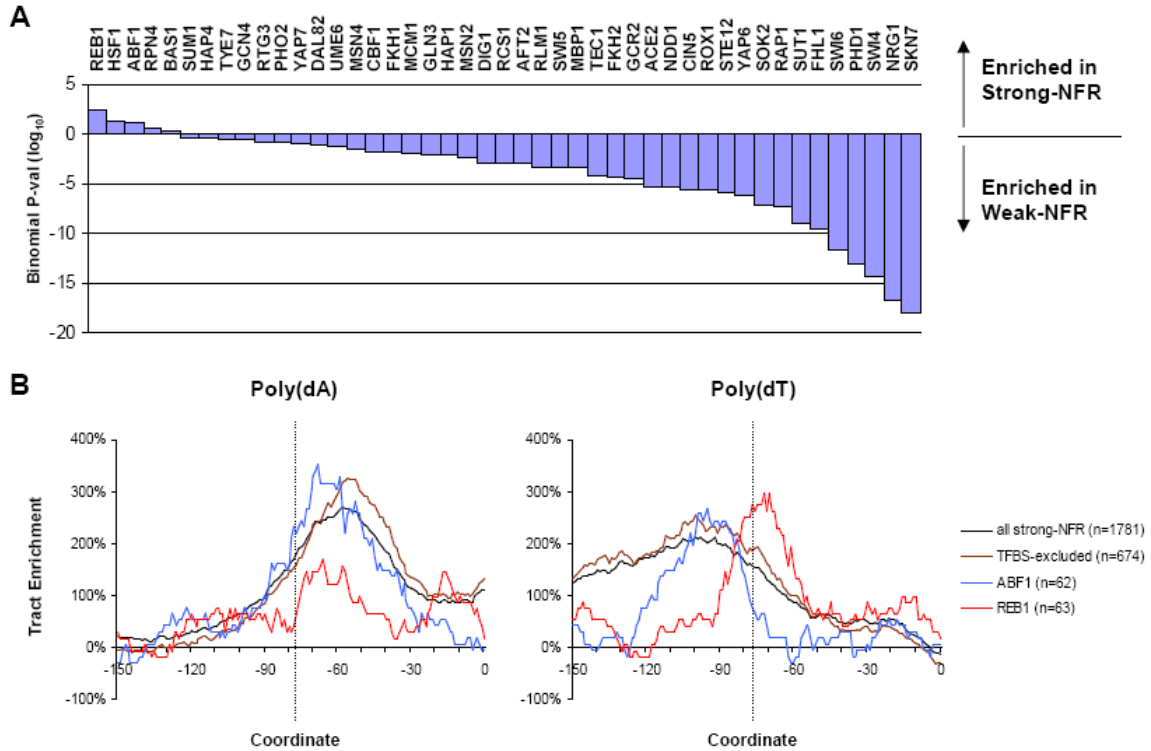 A
REB1
HSF1
ABF1
RPN4
BAS1
SUM1
HAP4
TYE7
GCN4
RTG3
PHO2
YAP7
DAL82
UME6
MSN4
CBF1
FKH1
MCM1
GLN3
HAP1
MSN2
DIG1
RCS1
AFT2
RLM1
SWI5
MBP1
TEC1
FKH2
GCR2
ACE2
NDD1
CIN5
ROX1
STE12
YAP6
SOK2
RAP1
SUT1
FHL1
SWI6
PHD1
SWI4
NRG1
SKN7
Binomial P-val (log10)
5
0
-5
-10
-15
-20
Enriched in
Strong-NFR
Enriched in
Weak-NFR
B
Poly(dA)
Tract Enrichment
400%
300%
200%
100%
0%
-100%
-150
-120
-90
-60
-30
0
Coordinate
Poly(dT)
400%
300%
200%
100%
0%
-100%
-150
-120
-90
-60
-30
0
Coordinate
all strong-NFR (n=1781)
TFBS-excluded (n=674)
ABF1 (n=62)
REB1 (n=63)